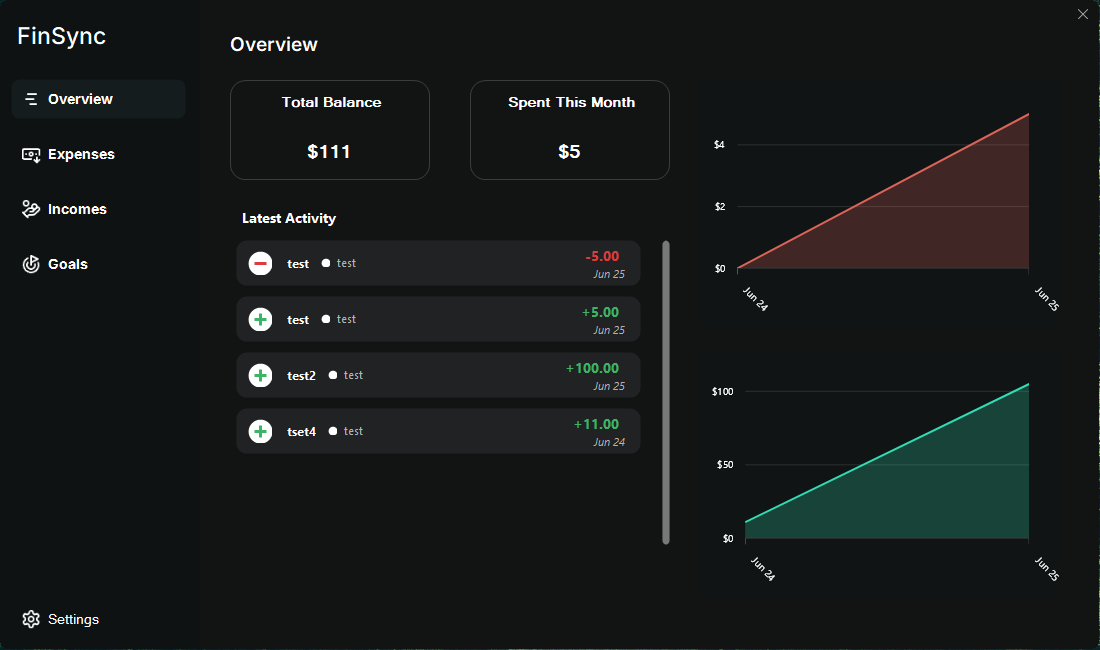 FinSync
Overview
Expenses
Incomes
Goals
Settings
Overview
Total Balance
$111
Spent This Month
$5
Latest Activity
test test -5.00
Jun 25
test test +5.00
Jun 25
test2 test +100.00
Jun 25
tset4 test +11.00
Jun 24
$4
$2
$0
Jun 24 Jun 25
$100
$50
$0
Jun 24 Jun 25